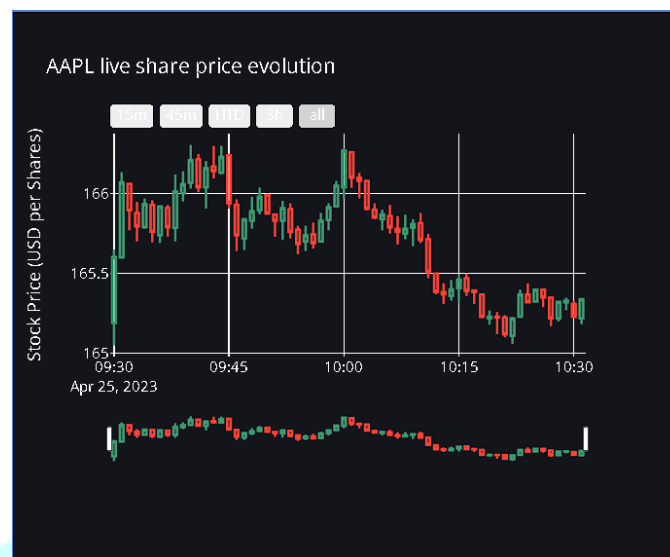 AAPL live share price evolution
15m 45m HTD 3h all
Stock Price (USD per Shares)
166
165.5
165
09:30 09:45 10:00 10:15 10:30
Apr 25, 2023